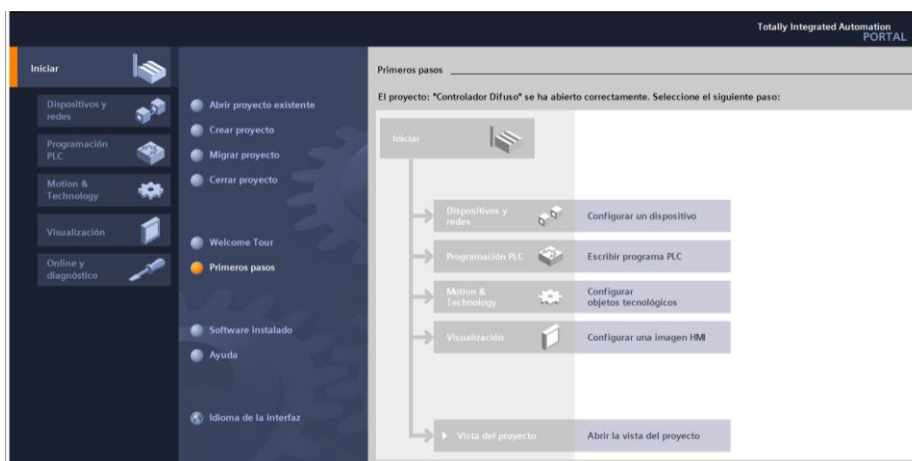 Totally Integrated Automation
PORTAL
Iniciar
Dispositivos y
redes
Programación
PLC
Motion &
Technology
Visualización
Online y
diagnóstico
Abrir proyecto existente
Crear proyecto
Migrar proyecto
Cerrar proyecto
Welcome Tour
Primeros pasos
Software instalado
Ayuda
Idioma de la interfaz
Primeros pasos
El proyecto: "Controlador Difuso" se ha abierto correctamente. Seleccione el siguiente paso:
Iniciar
Dispositivos y
redes
Configurar un dispositivo
Programación PLC
Escribir programa PLC
Motion &
Technology
Configurar
objetos tecnológicos
Visualización
Configurar una imagen HMI
Vista del proyecto
Abrir la vista del proyecto